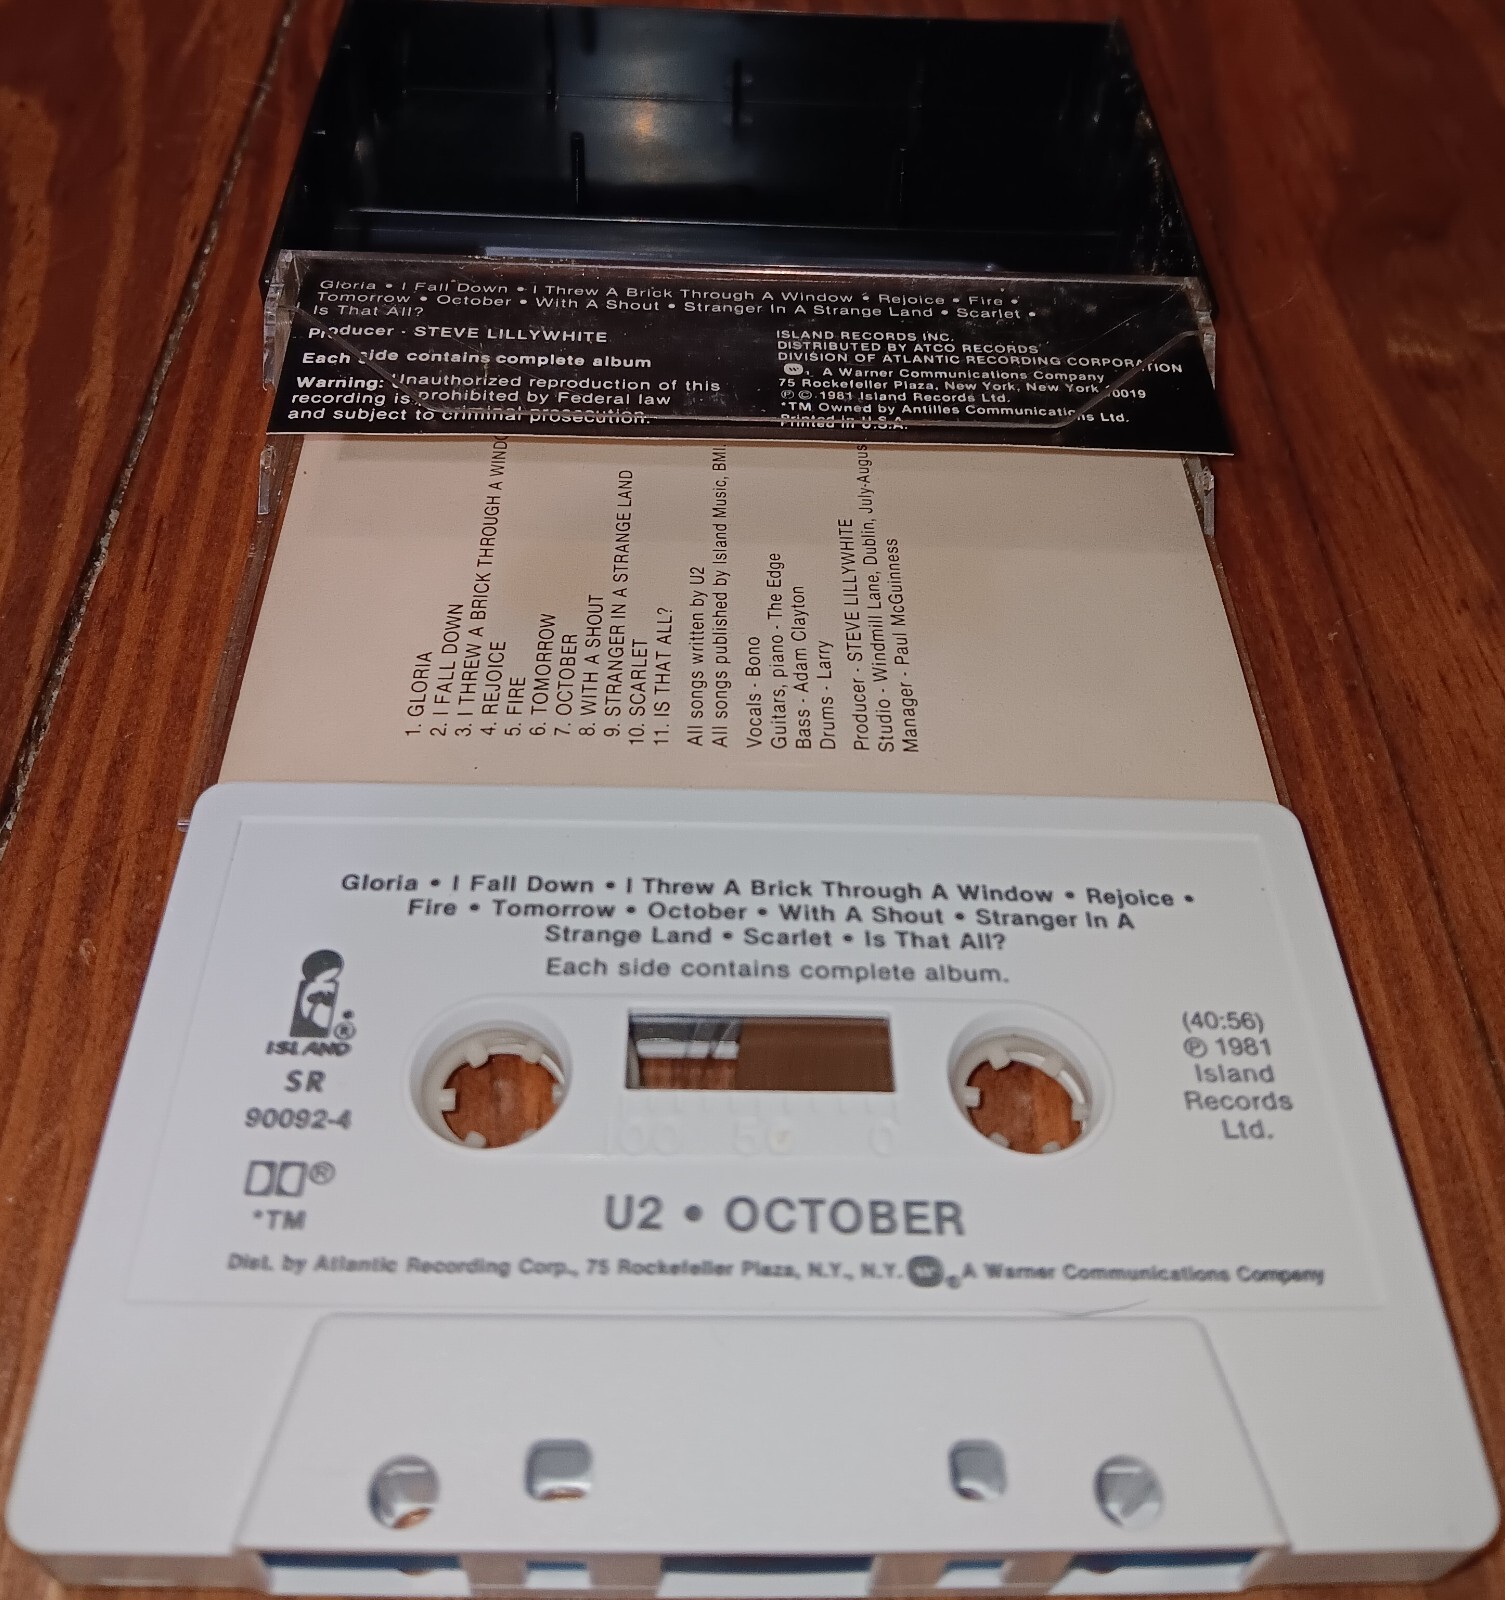 Gloria • I Fall Down • I Threw A Brick Through A Window • Rejoice • Fire •
Tomorrow • October • With A Shout • Stranger In A Strange Land • Scarlet •
Is That All?
Producer - STEVE LILLYWHITE
Each side contains complete album
Warning: Unauthorized reproduction of this
recording is prohibited by Federal law
and subject to criminal prosecution.
ISLAND RECORDS INC.
DISTRIBUTED BY ATCO RECORDS
DIVISION OF ATLANTIC RECORDING CORPORATION
W. A Warner Communications Company
75 Rockefeller Plaza, New York, New York 10019
℗ © 1981 Island Records Ltd.
*TM Owned by Antilles Communications Ltd.
Printed in U.S.A.
1. GLORIA
2. I FALL DOWN
3. I THREW A BRICK THROUGH A WINDO
4. REJOICE
5. FIRE
6. TOMORROW
7. OCTOBER
8. WITH A SHOUT
9. STRANGER IN A STRANGE LAND
10. SCARLET
11. IS THAT ALL?
All songs written by U2
All songs published by Island Music, BMI.
Vocals - Bono
Guitars, piano - The Edge
Bass - Adam Clayton
Drums - Larry
Producer - STEVE LILLYWHITE
Studio - Windmill Lane, Dublin, July-Augus
Manager - Paul McGuinness
Gloria • I Fall Down • I Threw A Brick Through A Window • Rejoice •
Fire • Tomorrow • October • With A Shout • Stranger In A
Strange Land • Scarlet • Is That All?
Each side contains complete album.
®
ISLAND
SR
90092-4
®
*TM
(40:56)
℗ 1981
Island
Records
Ltd.
100 50 0
U2 • OCTOBER
Dist. by Atlantic Recording Corp., 75 Rockefeller Plaza, N.Y., N.Y. W ® A Warner Communications Company